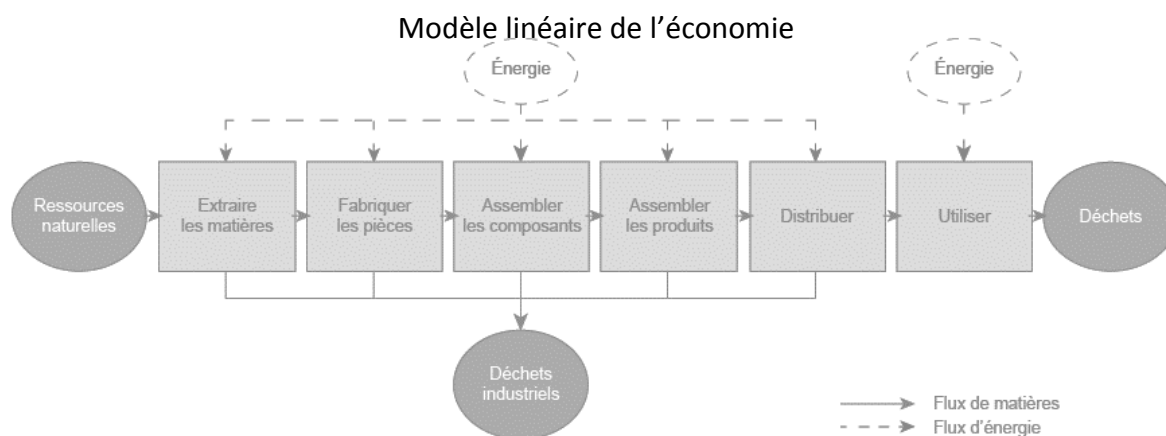 Modèle linéaire de l'économie
Énergie
Énergie
Ressources
naturelles
Extraire
les matières
Fabriquer
les pièces
Assembler
les composants
Assembler
les produits
Distribuer
Utiliser
Déchets
Déchets
industriels
Flux de matières
Flux d'énergie